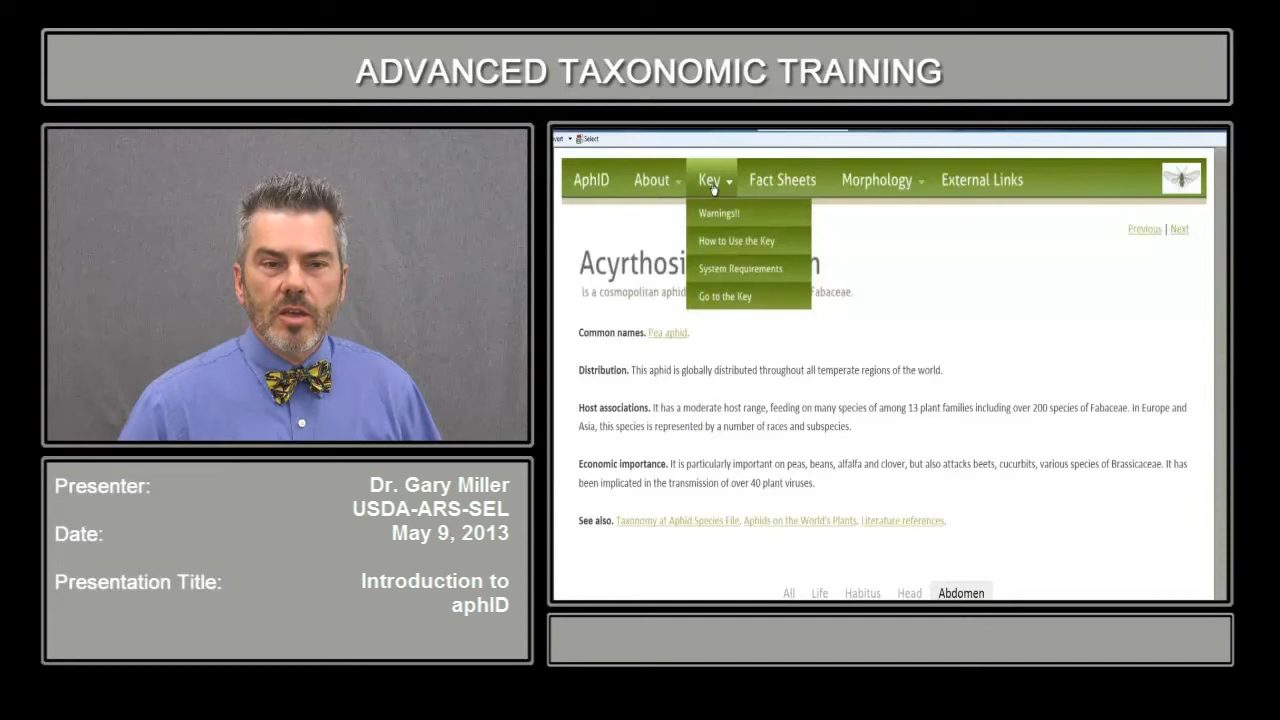 ADVANCED TAXONOMIC TRAINING
Select
AphID About Key Fact Sheets Morphology External Links
Warnings!!
How to Use the Key
System Requirements
Go to the Key
Previous | Next
Acyrthosi
is a cosmopolitan aphid Fabaceae.
Common names. Pea aphid.
Distribution. This aphid is globally distributed throughout all temperate regions of the world.
Host associations. It has a moderate host range, feeding on many species of among 13 plant families including over 200 species of Fabaceae. In Europe and
Asia, this species is represented by a number of races and subspecies.
Economic importance. It is particularly important on peas, beans, alfalfa and clover, but also attacks beets, cucurbits, various species of Brassicaceae. It has
been implicated in the transmission of over 40 plant viruses.
See also. Taxonomy at Aphid Species File, Aphids on the World's Plants, Literature references.
All Life Habitus Head Abdomen
Presenter: Dr. Gary Miller
USDA-ARS-SEL
Date: May 9, 2013
Presentation Title: Introduction to
aphID